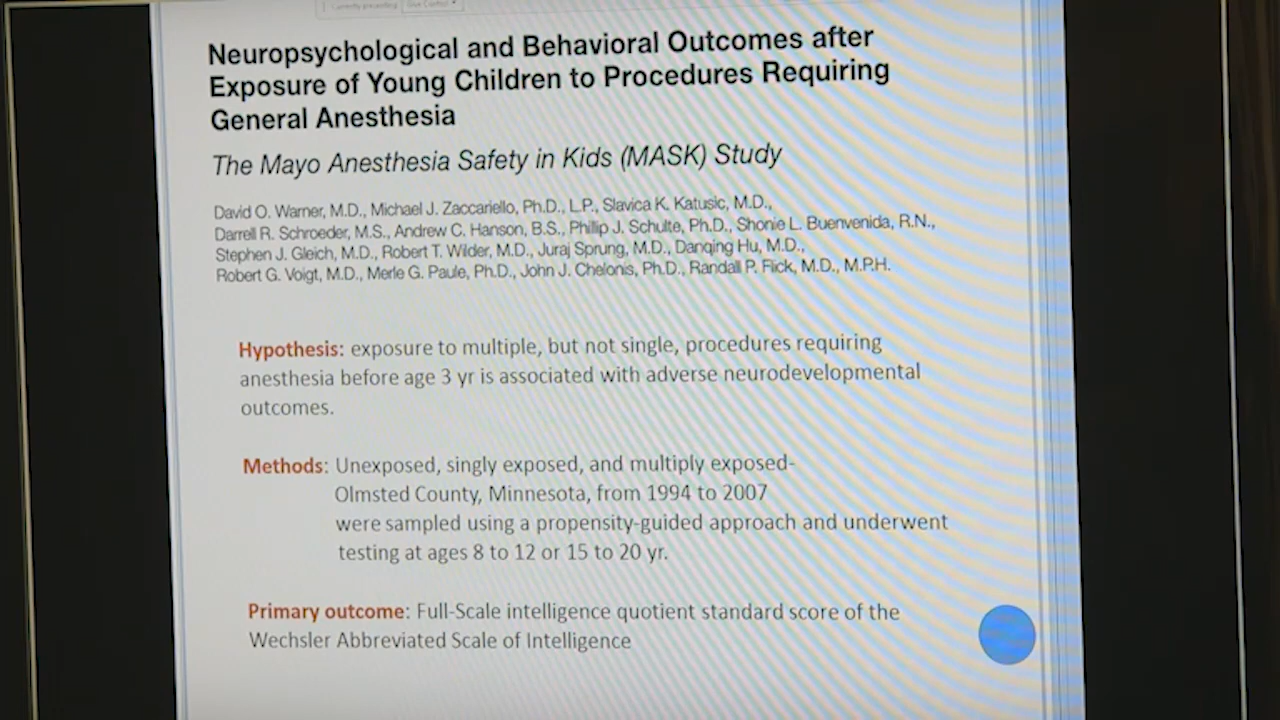 Currently presenting Give Control
Neuropsychological and Behavioral Outcomes after
Exposure of Young Children to Procedures Requiring
General Anesthesia
The Mayo Anesthesia Safety in Kids (MASK) Study
David O. Warner, M.D., Michael J. Zaccariello, Ph.D., L.P., Slavica K. Katusic, M.D.,
Darrell R. Schroeder, M.S., Andrew C. Hanson, B.S., Phillip J. Schulte, Ph.D., Shonie L. Buenvenida, R.N.,
Stephen J. Gleich, M.D., Robert T. Wilder, M.D., Juraj Sprung, M.D., Danqing Hu, M.D.,
Robert G. Voigt, M.D., Merle G. Paule, Ph.D., John J. Chelonis, Ph.D., Randall P. Flick, M.D., M.P.H.
Hypothesis: exposure to multiple, but not single, procedures requiring
anesthesia before age 3 yr is associated with adverse neurodevelopmental
outcomes.
Methods: Unexposed, singly exposed, and multiply exposed-
Olmsted County, Minnesota, from 1994 to 2007
were sampled using a propensity-guided approach and underwent
testing at ages 8 to 12 or 15 to 20 yr.
Primary outcome: Full-Scale intelligence quotient standard score of the
Wechsler Abbreviated Scale of Intelligence